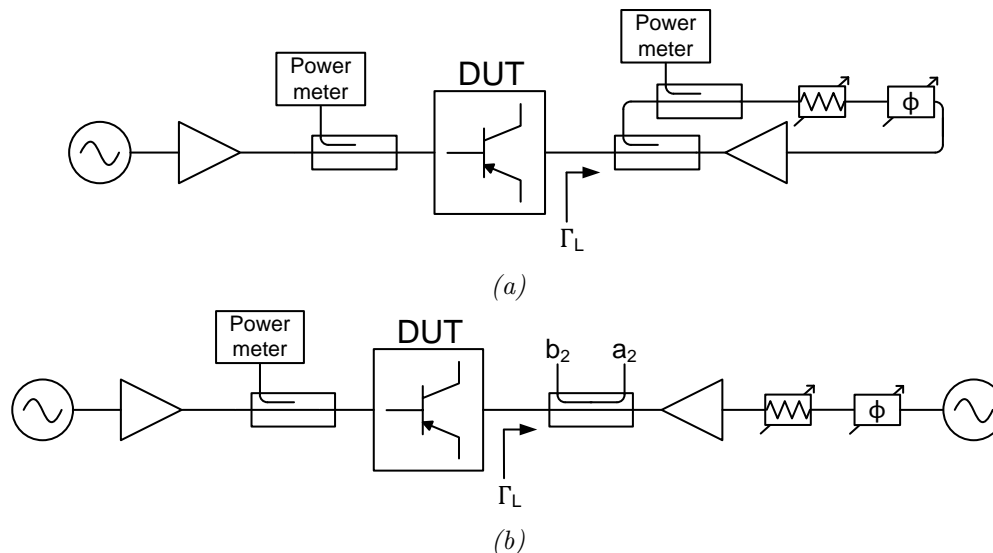 Power
meter
DUT
Power
meter
ϕ
Γ_L
(a)
Power
meter
DUT
b₂
a₂
ϕ
Γ_L
(b)